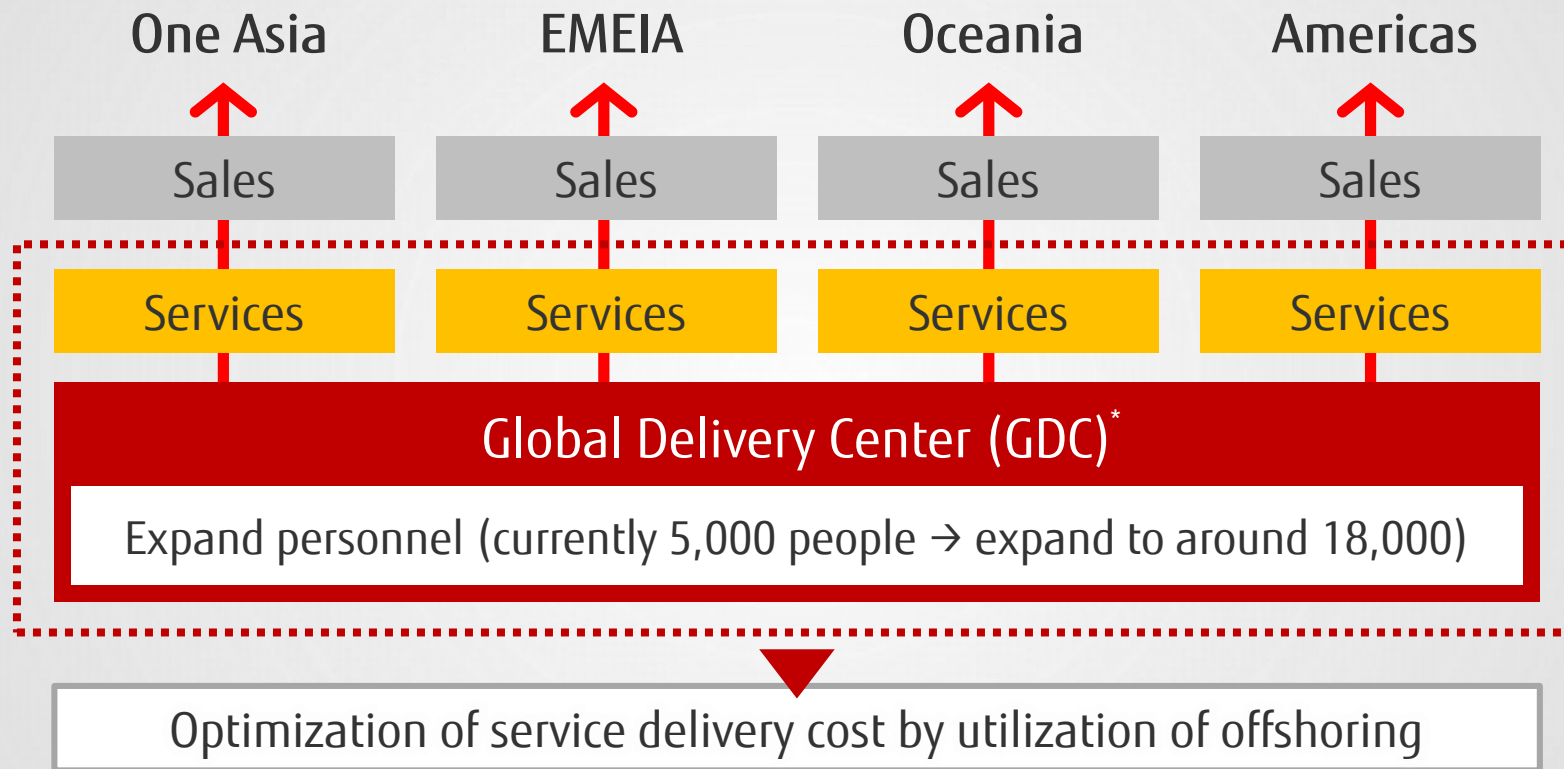 One Asia EMEIA Oceania Americas
Sales Sales Sales Sales
Services Services Services Services
Global Delivery Center (GDC)*
Expand personnel (currently 5,000 people → expand to around 18,000)
Optimization of service delivery cost by utilization of offshoring